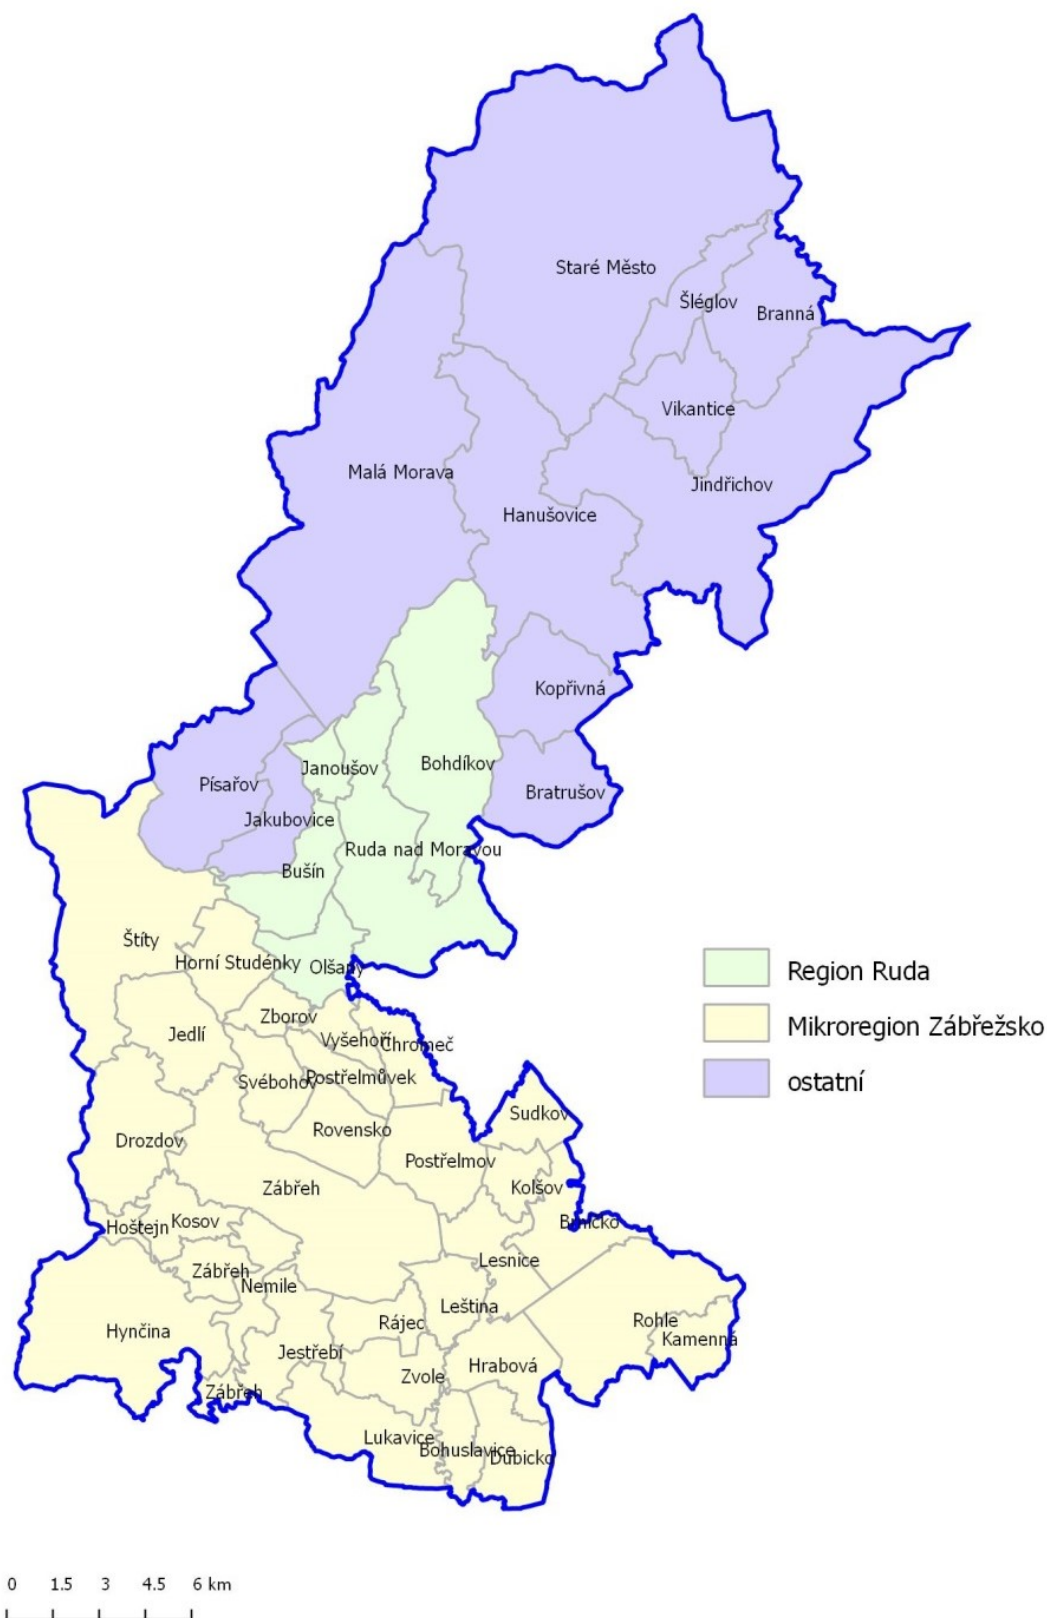 Staré Město
Šléglov
Branná
Vikantice
Malá Morava
Jindřichov
Hanušovice
Kopřivná
Bohdíkov
Janoušov
Písařov
Bratrušov
Jakubovice
Ruda nad Moravou
Bušín
Štíty
Horní Studénky
Olšany
Region Ruda
Zborov
Mikroregion Zábřežsko
Jedlí
Vyšehoří
Chromeč
Svébohov
Postřelmůvek
ostatní
Sudkov
Rovensko
Drozdov
Postřelmov
Zábřeh
Kolšov
Hoštejn
Kosov
Brníčko
Lesnice
Zábřeh
Nemile
Leština
Rohle
Hynčina
Rájec
Kamenná
Jestřebí
Hrabová
Zvole
Zábřeh
Lukavice
Bohuslavice
Dubicko
0 1.5 3 4.5 6 km